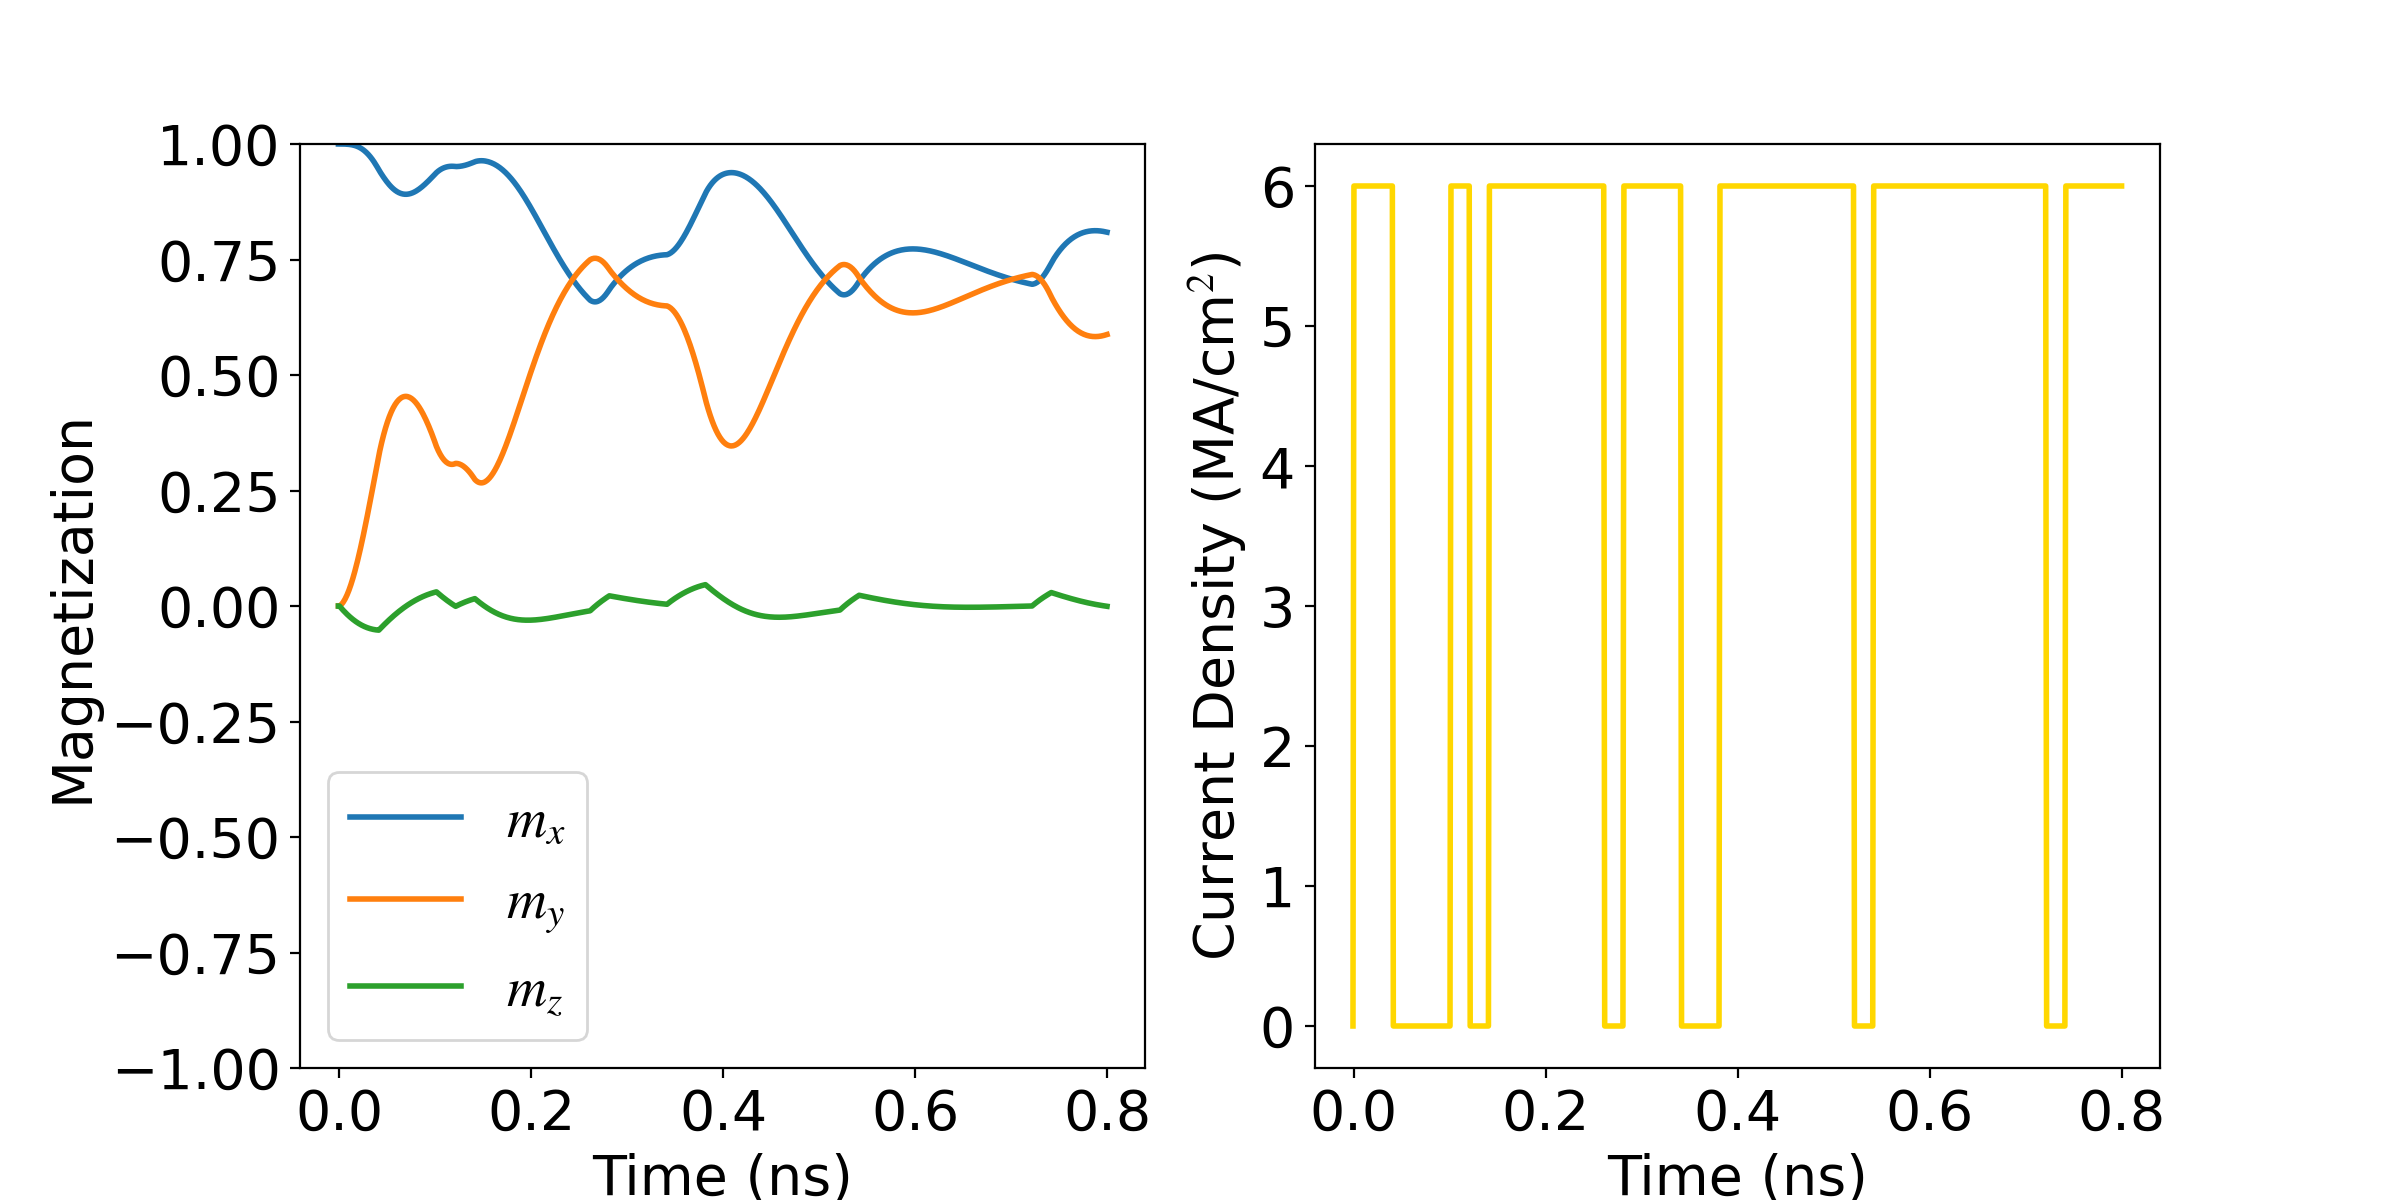 1.00
0.75
0.50
0.25
0.00
−0.25
−0.50
−0.75
−1.00
Magnetization
m_x
m_y
m_z
0.0 0.2 0.4 0.6 0.8
Time (ns)
6
5
4
3
2
1
0
Current Density (MA/cm²)
0.0 0.2 0.4 0.6 0.8
Time (ns)